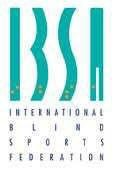 IBSA
INTERNATIONAL
BLIND
SPORTS
FEDERATION